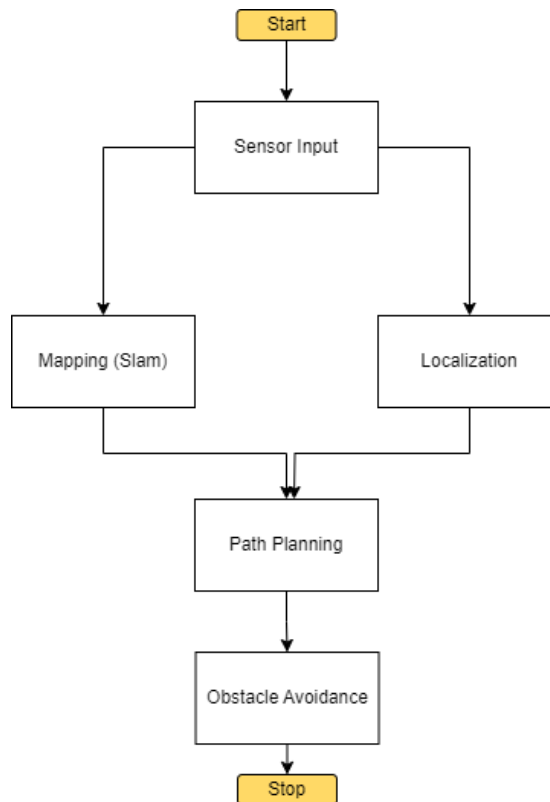 Start
Sensor Input
Mapping (Slam)
Localization
Path Planning
Obstacle Avoidance
Stop